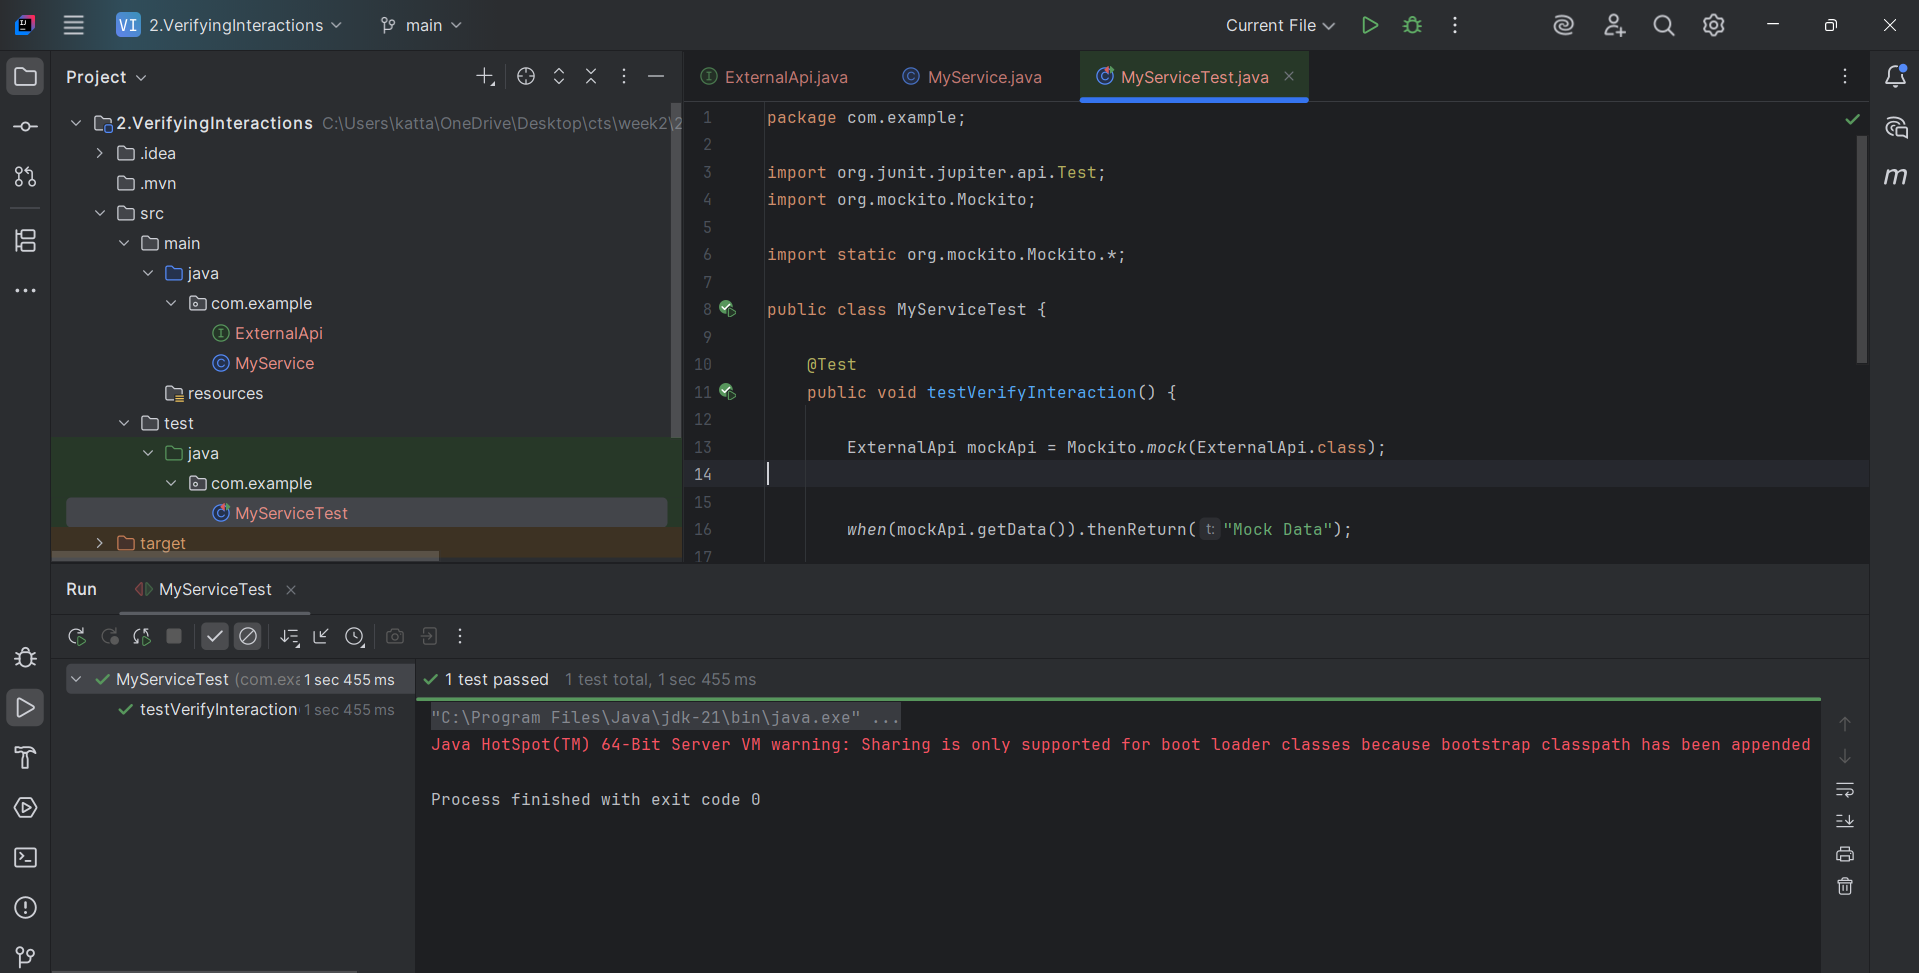 VI 2.VerifyingInteractions main Current File
Project
2.VerifyingInteractions C:\Users\katta\OneDrive\Desktop\cts\week2\2
.idea
.mvn
src
main
java
com.example
ExternalApi
MyService
resources
test
java
com.example
MyServiceTest
target
ExternalApi.java MyService.java MyServiceTest.java
1 package com.example;
2
3 import org.junit.jupiter.api.Test;
4 import org.mockito.Mockito;
5
6 import static org.mockito.Mockito.*;
7
8 public class MyServiceTest {
9
10 @Test
11 public void testVerifyInteraction() {
12
13 ExternalApi mockApi = Mockito.mock(ExternalApi.class);
14
15
16 when(mockApi.getData()).thenReturn( t: "Mock Data");
17
m
Run MyServiceTest
MyServiceTest (com.exa 1 sec 455 ms
testVerifyInteraction 1 sec 455 ms
1 test passed 1 test total, 1 sec 455 ms
"C:\Program Files\Java\jdk-21\bin\java.exe" ...
Java HotSpot(TM) 64-Bit Server VM warning: Sharing is only supported for boot loader classes because bootstrap classpath has been appended
Process finished with exit code 0